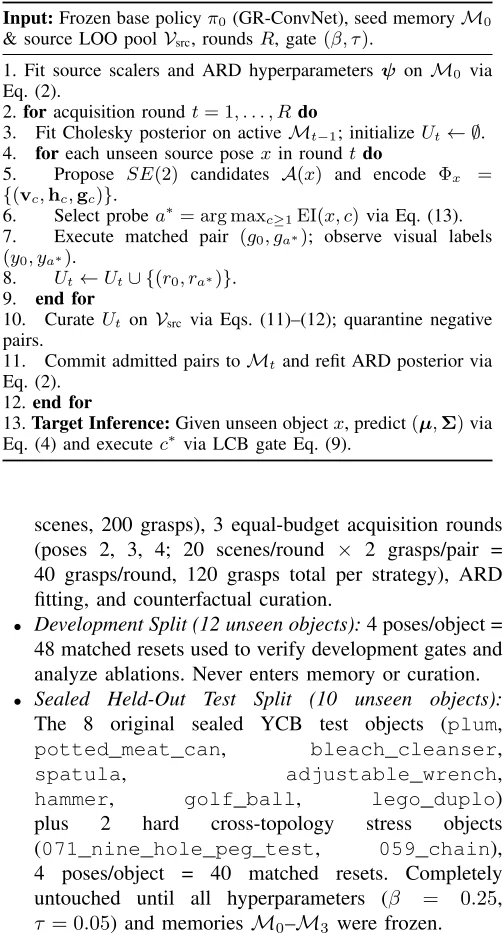 Input: Frozen base policy π₀ (GR-ConvNet), seed memory ℳ₀
& source LOO pool 𝒱src, rounds R, gate (β, τ).
1. Fit source scalers and ARD hyperparameters ψ on ℳ₀ via
Eq. (2).
2. for acquisition round t = 1, . . . , R do
3. Fit Cholesky posterior on active ℳₜ₋₁; initialize Uₜ ← ∅.
4. for each unseen source pose x in round t do
5. Propose SE(2) candidates 𝒜(x) and encode Φₓ =
{(v_c, h_c, g_c)}.
6. Select probe a* = arg max_{c≥1} EI(x, c) via Eq. (13).
7. Execute matched pair (g₀, g_{a*}); observe visual labels
(y₀, y_{a*}).
8. Uₜ ← Uₜ ∪ {(r₀, r_{a*})}.
9. end for
10. Curate Uₜ on 𝒱src via Eqs. (11)–(12); quarantine negative
pairs.
11. Commit admitted pairs to ℳₜ and refit ARD posterior via
Eq. (2).
12. end for
13. Target Inference: Given unseen object x, predict (μ, Σ) via
Eq. (4) and execute c* via LCB gate Eq. (9).
scenes, 200 grasps), 3 equal-budget acquisition rounds
(poses 2, 3, 4; 20 scenes/round × 2 grasps/pair =
40 grasps/round, 120 grasps total per strategy), ARD
fitting, and counterfactual curation.
• Development Split (12 unseen objects): 4 poses/object =
48 matched resets used to verify development gates and
analyze ablations. Never enters memory or curation.
• Sealed Held-Out Test Split (10 unseen objects):
The 8 original sealed YCB test objects (plum,
potted_meat_can, bleach_cleanser,
spatula, adjustable_wrench,
hammer, golf_ball, lego_duplo)
plus 2 hard cross-topology stress objects
(071_nine_hole_peg_test, 059_chain),
4 poses/object = 40 matched resets. Completely
untouched until all hyperparameters (β = 0.25,
τ = 0.05) and memories ℳ₀–ℳ₃ were frozen.